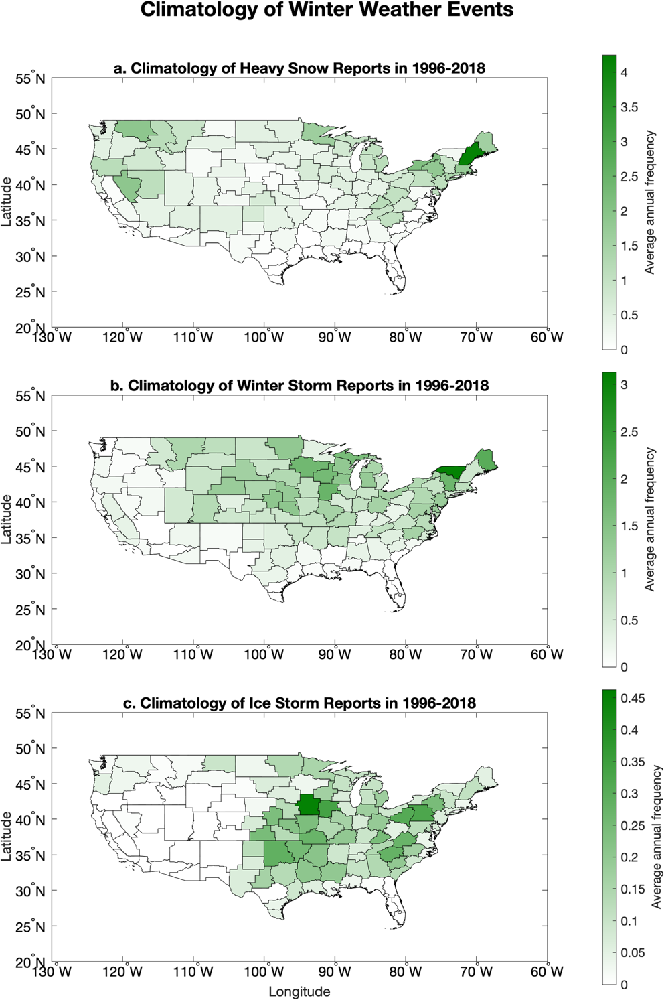 Climatology of Winter Weather Events
a. Climatology of Heavy Snow Reports in 1996-2018
55°N
50°N
45°N
40°N
35°N
30°N
25°N
20°N
Latitude
130°W 120°W 110°W 100°W 90°W 80°W 70°W 60°W
4
3.5
3
2.5
2
1.5
1
0.5
0
Average annual frequency
b. Climatology of Winter Storm Reports in 1996-2018
55°N
50°N
45°N
40°N
35°N
30°N
25°N
20°N
Latitude
130°W 120°W 110°W 100°W 90°W 80°W 70°W 60°W
3
2.5
2
1.5
1
0.5
0
Average annual frequency
c. Climatology of Ice Storm Reports in 1996-2018
55°N
50°N
45°N
40°N
35°N
30°N
25°N
20°N
Latitude
130°W 120°W 110°W 100°W 90°W 80°W 70°W 60°W
Longitude
0.45
0.4
0.35
0.3
0.25
0.2
0.15
0.1
0.05
0
Average annual frequency